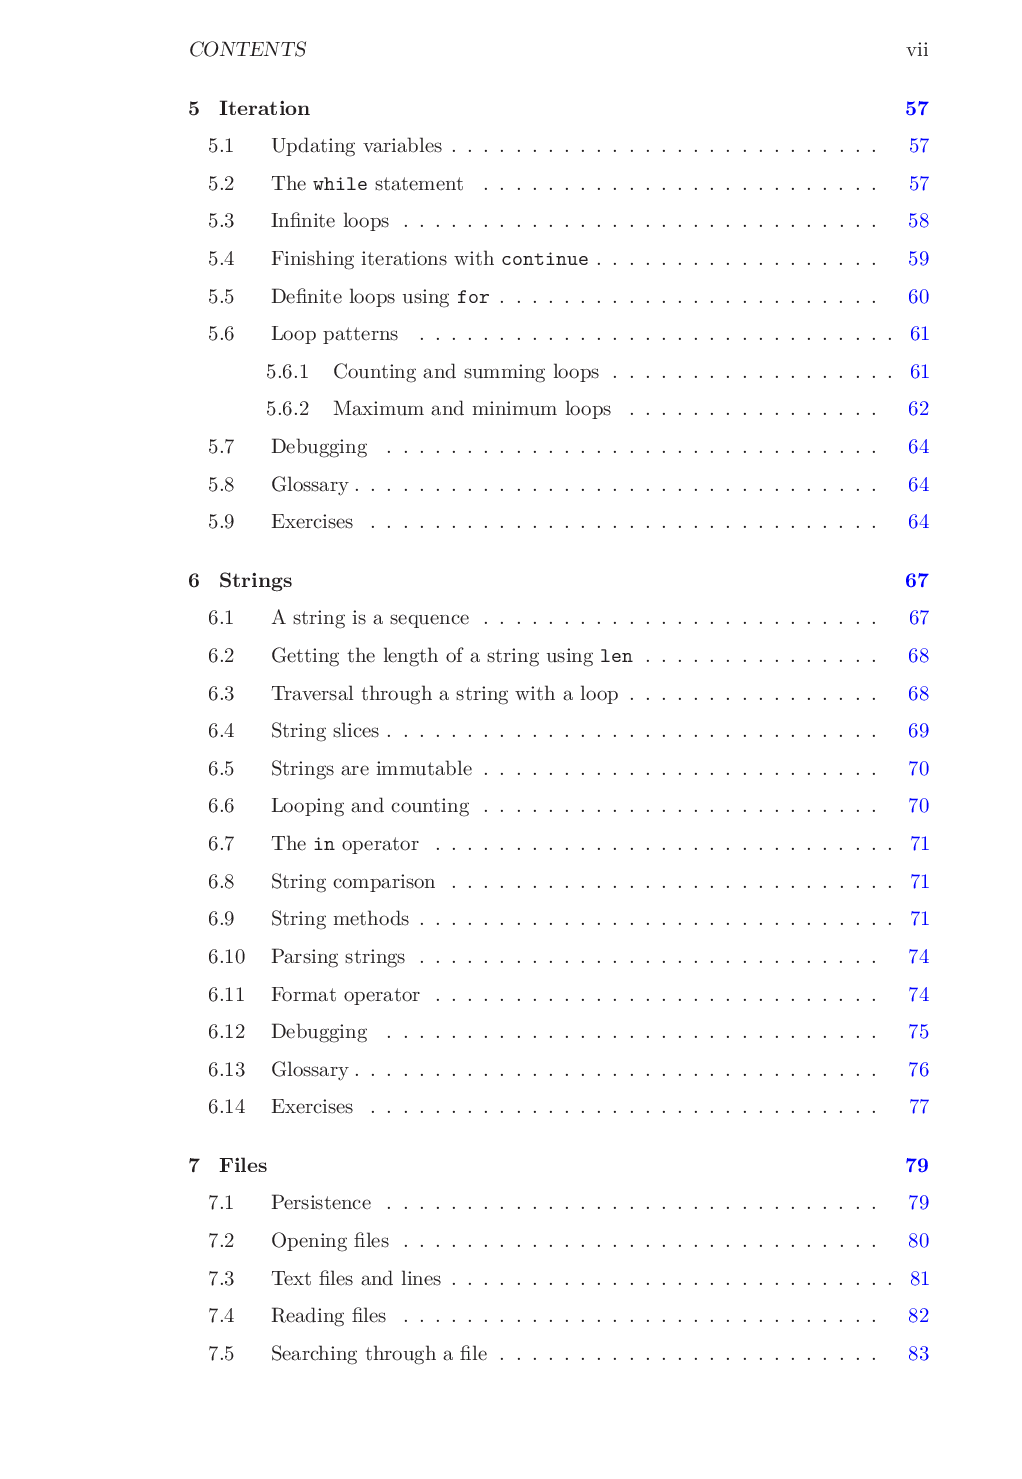 CONTENTS vii
5 Iteration 57
5.1 Updating variables . . . . . . . . . . . . . . . . . . . . . . . . . . . 57
5.2 The while statement . . . . . . . . . . . . . . . . . . . . . . . . . 57
5.3 Infinite loops . . . . . . . . . . . . . . . . . . . . . . . . . . . . . . 58
5.4 Finishing iterations with continue . . . . . . . . . . . . . . . . . . 59
5.5 Definite loops using for . . . . . . . . . . . . . . . . . . . . . . . . 60
5.6 Loop patterns . . . . . . . . . . . . . . . . . . . . . . . . . . . . . . 61
5.6.1 Counting and summing loops . . . . . . . . . . . . . . . . . . 61
5.6.2 Maximum and minimum loops . . . . . . . . . . . . . . . . 62
5.7 Debugging . . . . . . . . . . . . . . . . . . . . . . . . . . . . . . . 64
5.8 Glossary . . . . . . . . . . . . . . . . . . . . . . . . . . . . . . . . . 64
5.9 Exercises . . . . . . . . . . . . . . . . . . . . . . . . . . . . . . . . 64
6 Strings 67
6.1 A string is a sequence . . . . . . . . . . . . . . . . . . . . . . . . . 67
6.2 Getting the length of a string using len . . . . . . . . . . . . . . . 68
6.3 Traversal through a string with a loop . . . . . . . . . . . . . . . . 68
6.4 String slices . . . . . . . . . . . . . . . . . . . . . . . . . . . . . . . 69
6.5 Strings are immutable . . . . . . . . . . . . . . . . . . . . . . . . . 70
6.6 Looping and counting . . . . . . . . . . . . . . . . . . . . . . . . . 70
6.7 The in operator . . . . . . . . . . . . . . . . . . . . . . . . . . . . . 71
6.8 String comparison . . . . . . . . . . . . . . . . . . . . . . . . . . . . 71
6.9 String methods . . . . . . . . . . . . . . . . . . . . . . . . . . . . . . 71
6.10 Parsing strings . . . . . . . . . . . . . . . . . . . . . . . . . . . . . 74
6.11 Format operator . . . . . . . . . . . . . . . . . . . . . . . . . . . . 74
6.12 Debugging . . . . . . . . . . . . . . . . . . . . . . . . . . . . . . . 75
6.13 Glossary . . . . . . . . . . . . . . . . . . . . . . . . . . . . . . . . . 76
6.14 Exercises . . . . . . . . . . . . . . . . . . . . . . . . . . . . . . . . 77
7 Files 79
7.1 Persistence . . . . . . . . . . . . . . . . . . . . . . . . . . . . . . . 79
7.2 Opening files . . . . . . . . . . . . . . . . . . . . . . . . . . . . . . 80
7.3 Text files and lines . . . . . . . . . . . . . . . . . . . . . . . . . . . . 81
7.4 Reading files . . . . . . . . . . . . . . . . . . . . . . . . . . . . . . 82
7.5 Searching through a file . . . . . . . . . . . . . . . . . . . . . . . . 83